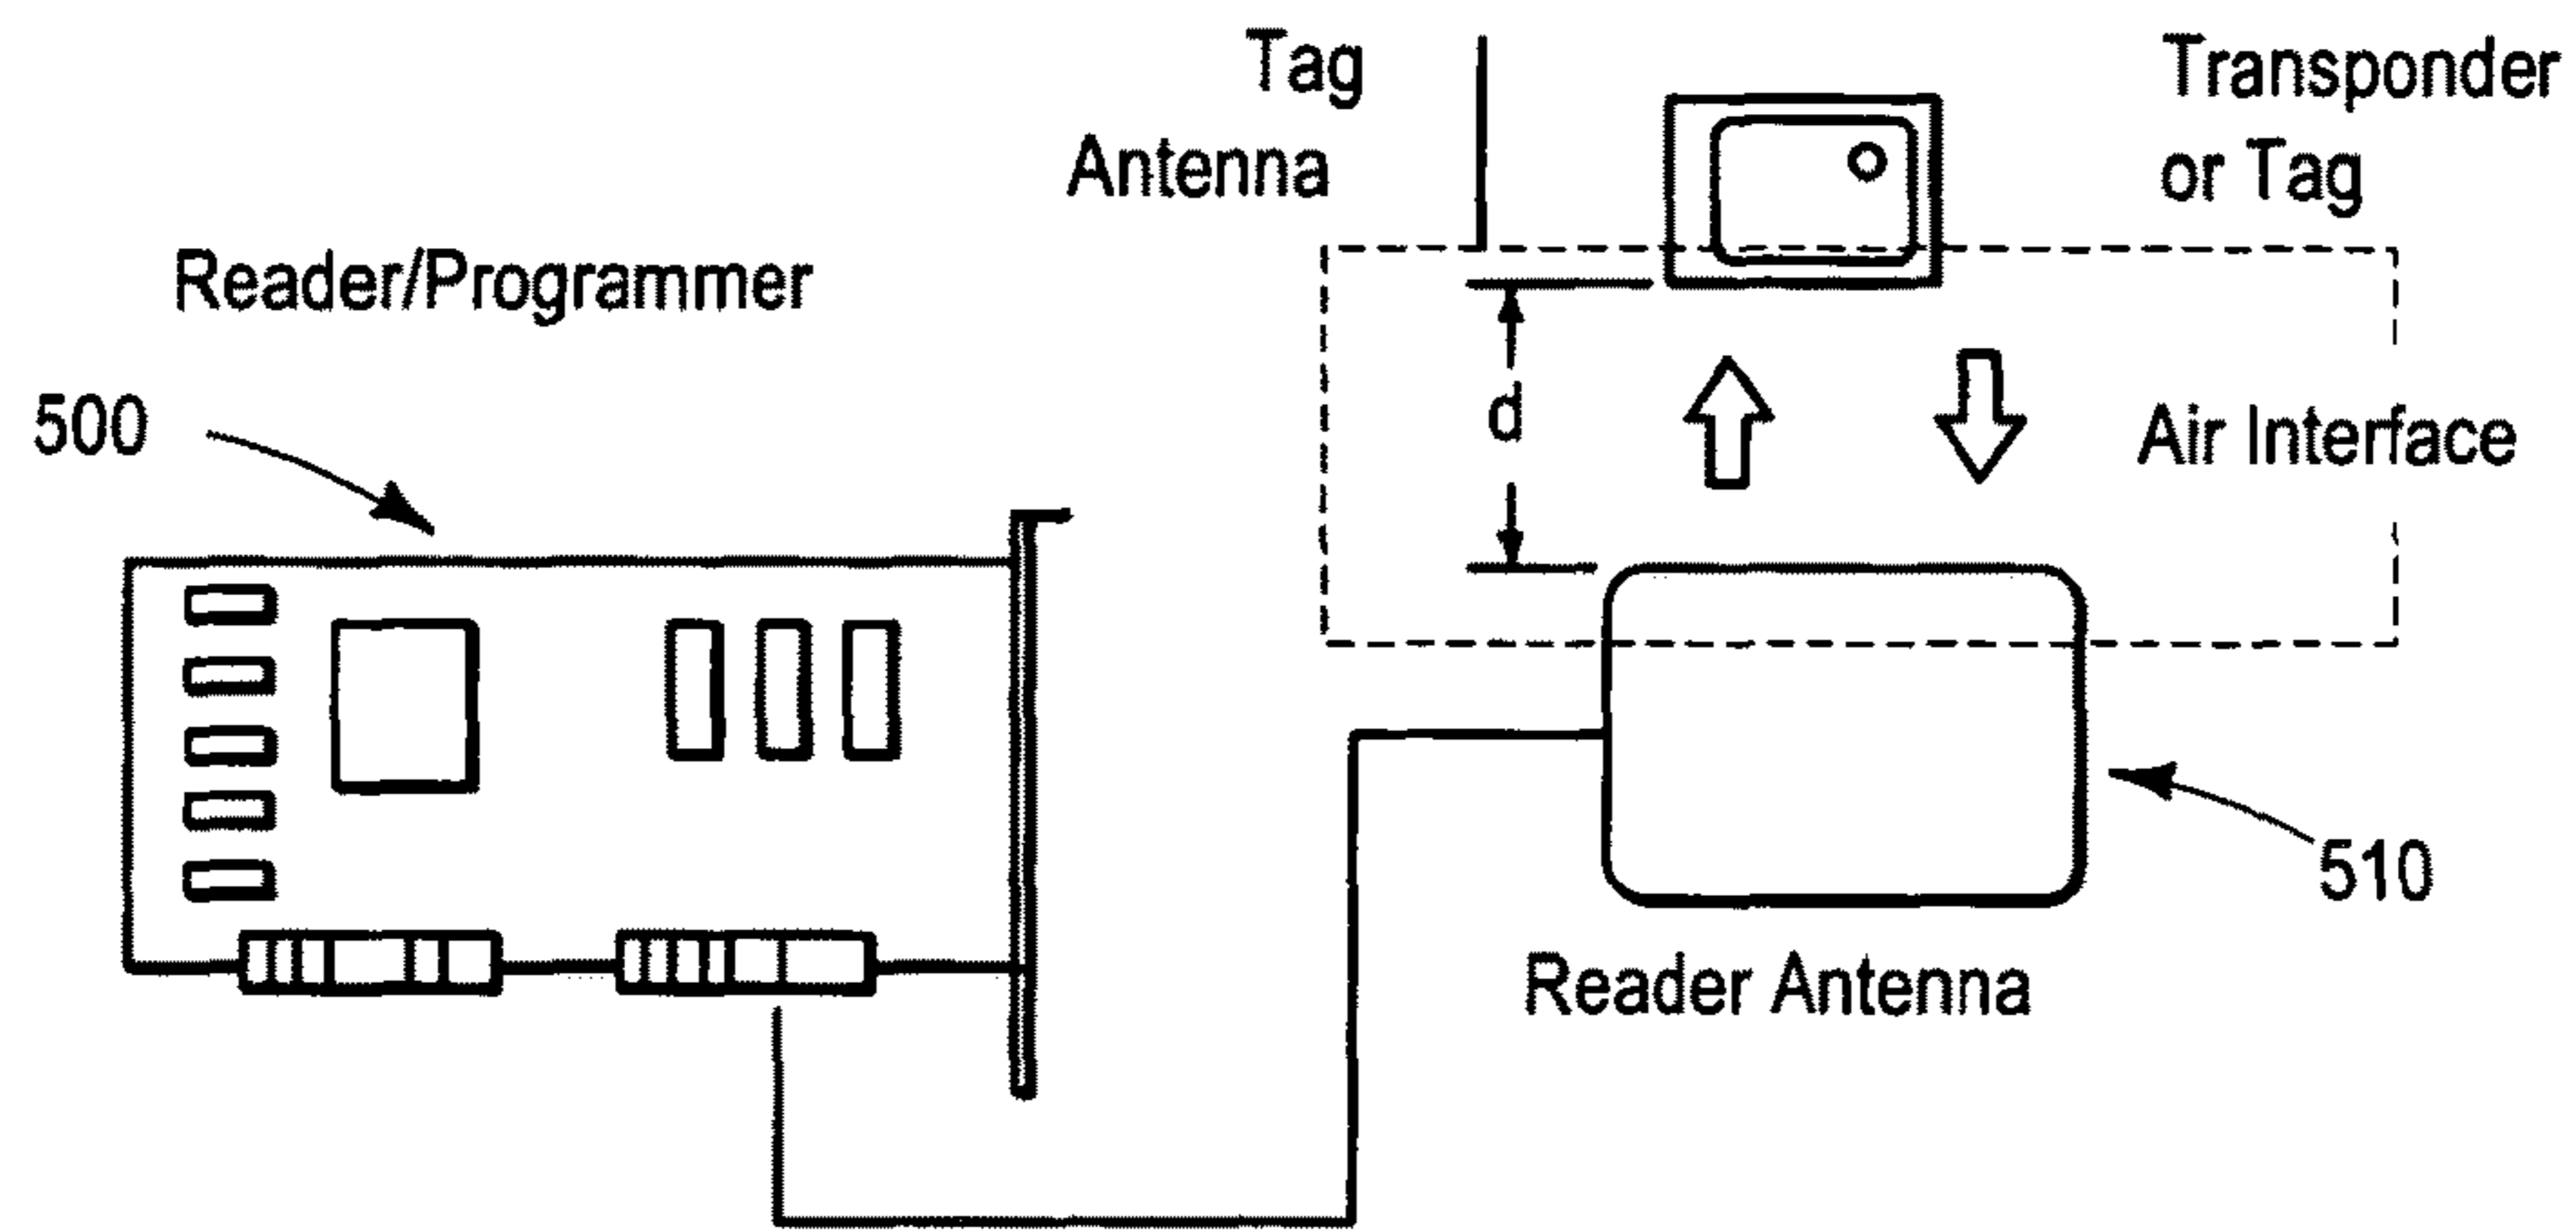 Tag
Antenna
Transponder
or Tag
Reader/Programmer
500
d
Air Interface
510
Reader Antenna